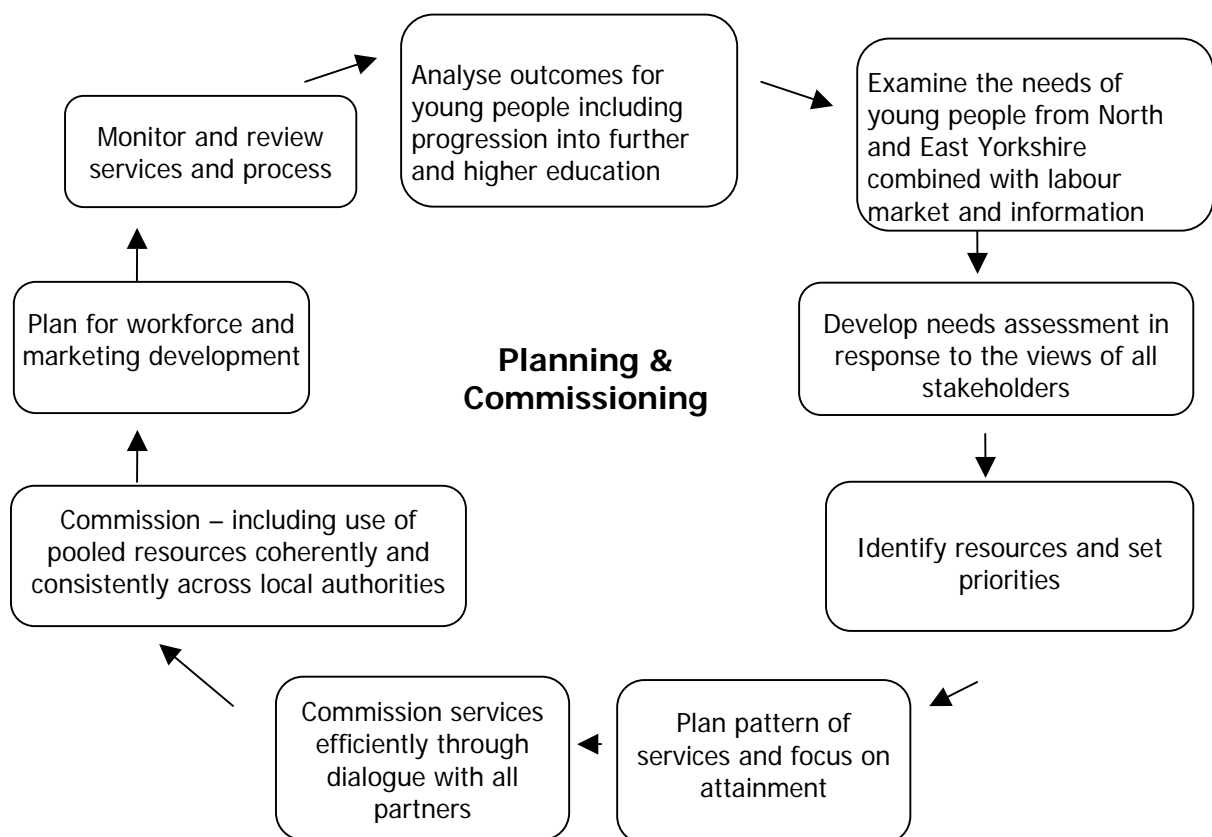 Analyse outcomes for
young people including
progression into further
and higher education
Examine the needs of
young people from North
and East Yorkshire
combined with labour
market and information
Develop needs assessment in
response to the views of all
stakeholders
Identify resources and set
priorities
Plan pattern of
services and focus on
attainment
Commission services
efficiently through
dialogue with all
partners
Commission – including use of
pooled resources coherently and
consistently across local authorities
Plan for workforce and
marketing development
Monitor and review
services and process
Planning &
Commissioning